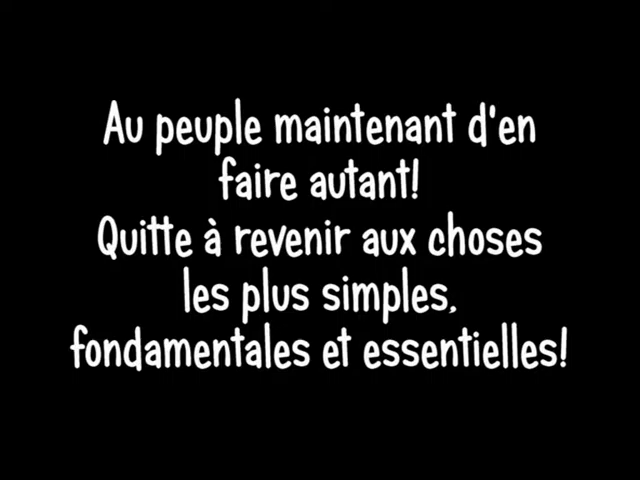 Au peuple maintenant d'en
faire autant!
Quitte à revenir aux choses
les plus simples,
fondamentales et essentielles!